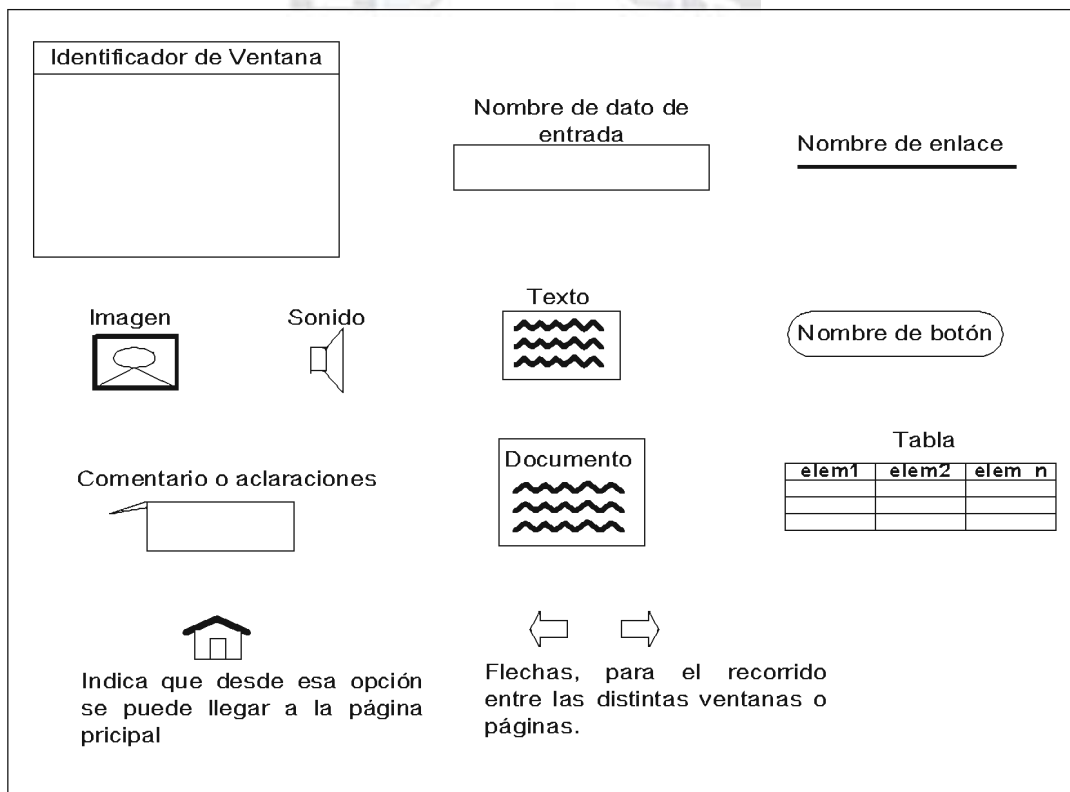 Identificador de Ventana
Nombre de dato de
entrada
Nombre de enlace
Imagen
Sonido
Texto
Nombre de botón
Comentario o aclaraciones
Documento
Tabla
elem1 elem2 elem n
Indica que desde esa opción
se puede llegar a la página
pricipal
Flechas, para el recorrido
entre las distintas ventanas o
páginas.